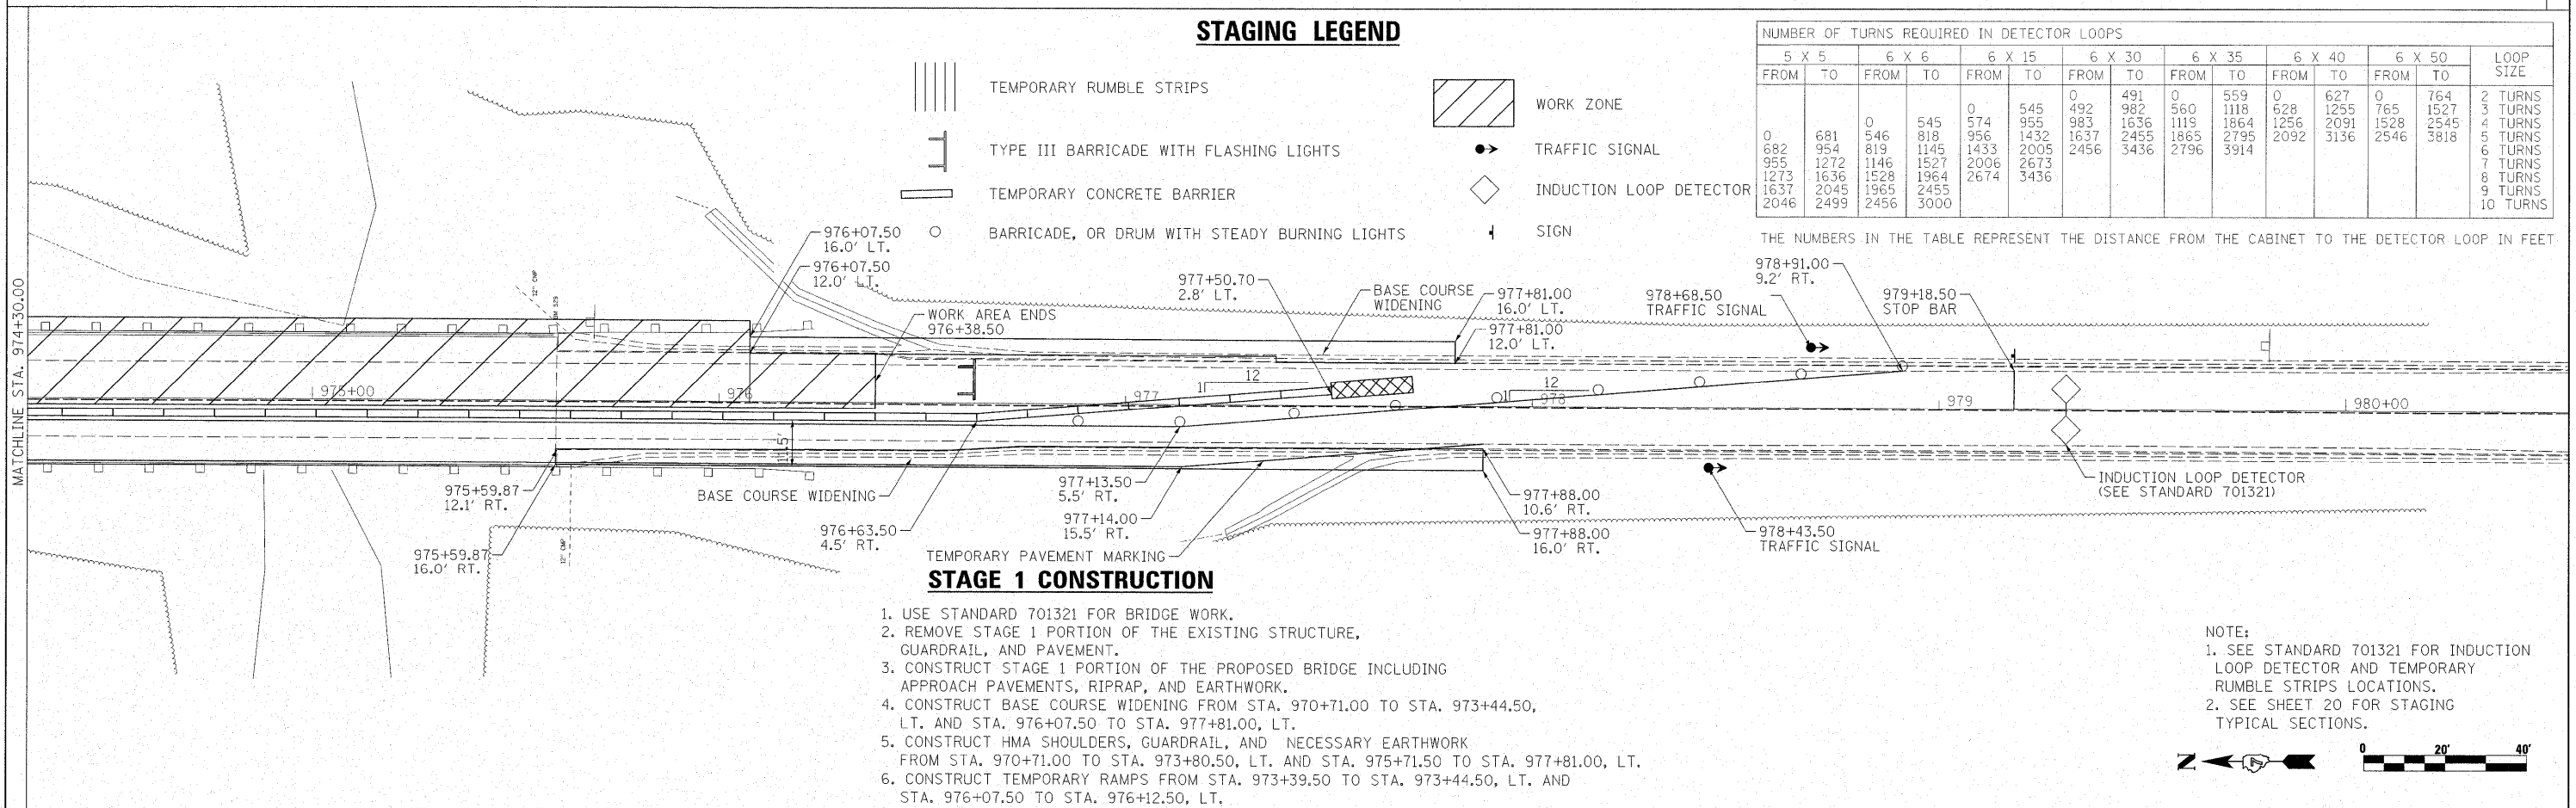 STAGING LEGEND
TEMPORARY RUMBLE STRIPS
TYPE III BARRICADE WITH FLASHING LIGHTS
TEMPORARY CONCRETE BARRIER
BARRICADE, OR DRUM WITH STEADY BURNING LIGHTS
WORK ZONE
TRAFFIC SIGNAL
INDUCTION LOOP DETECTOR
SIGN
NUMBER OF TURNS REQUIRED IN DETECTOR LOOPS
5 X 5 6 X 6 6 X 15 6 X 30 6 X 35 6 X 40 6 X 50 LOOP SIZE
FROM TO FROM TO FROM TO FROM TO FROM TO FROM TO FROM TO
0 491 0 559 0 627 0 764 2 TURNS
0 545 492 982 560 1118 628 1255 765 1527 3 TURNS
0 545 574 955 983 1636 1119 1864 1256 2091 1528 2545 4 TURNS
0 681 546 818 956 1432 1637 2455 1865 2795 2092 3136 2546 3818 5 TURNS
682 954 819 1145 1433 2005 2456 3436 2796 3914 6 TURNS
955 1272 1146 1527 2006 2673 7 TURNS
1273 1636 1528 1964 2674 3436 8 TURNS
1637 2045 1965 2455 9 TURNS
2046 2499 2456 3000 10 TURNS
THE NUMBERS IN THE TABLE REPRESENT THE DISTANCE FROM THE CABINET TO THE DETECTOR LOOP IN FEET
MATCHLINE STA. 974+30.00
976+07.50
16.0' LT.
976+07.50
12.0' LT.
WORK AREA ENDS
976+38.50
977+50.70
2.8' LT.
BASE COURSE
WIDENING
977+81.00
16.0' LT.
977+81.00
12.0' LT.
978+68.50
TRAFFIC SIGNAL
978+91.00
9.2' RT.
979+18.50
STOP BAR
12" CMP
975+00
976
977
978
979
980+00
1
12
1
12
11.5'
975+59.87
12.1' RT.
975+59.87
16.0' RT.
12" CMP
BASE COURSE WIDENING
976+63.50
4.5' RT.
977+13.50
5.5' RT.
977+14.00
15.5' RT.
TEMPORARY PAVEMENT MARKING
977+88.00
10.6' RT.
977+88.00
16.0' RT.
978+43.50
TRAFFIC SIGNAL
INDUCTION LOOP DETECTOR
(SEE STANDARD 701321)
STAGE 1 CONSTRUCTION
1. USE STANDARD 701321 FOR BRIDGE WORK.
2. REMOVE STAGE 1 PORTION OF THE EXISTING STRUCTURE,
GUARDRAIL, AND PAVEMENT.
3. CONSTRUCT STAGE 1 PORTION OF THE PROPOSED BRIDGE INCLUDING
APPROACH PAVEMENTS, RIPRAP, AND EARTHWORK.
4. CONSTRUCT BASE COURSE WIDENING FROM STA. 970+71.00 TO STA. 973+44.50,
LT. AND STA. 976+07.50 TO STA. 977+81.00, LT.
5. CONSTRUCT HMA SHOULDERS, GUARDRAIL, AND NECESSARY EARTHWORK
FROM STA. 970+71.00 TO STA. 973+80.50, LT. AND STA. 975+71.50 TO STA. 977+81.00, LT.
6. CONSTRUCT TEMPORARY RAMPS FROM STA. 973+39.50 TO STA. 973+44.50, LT. AND
STA. 976+07.50 TO STA. 976+12.50, LT.
NOTE:
1. SEE STANDARD 701321 FOR INDUCTION
LOOP DETECTOR AND TEMPORARY
RUMBLE STRIPS LOCATIONS.
2. SEE SHEET 20 FOR STAGING
TYPICAL SECTIONS.
Z
0 20' 40'